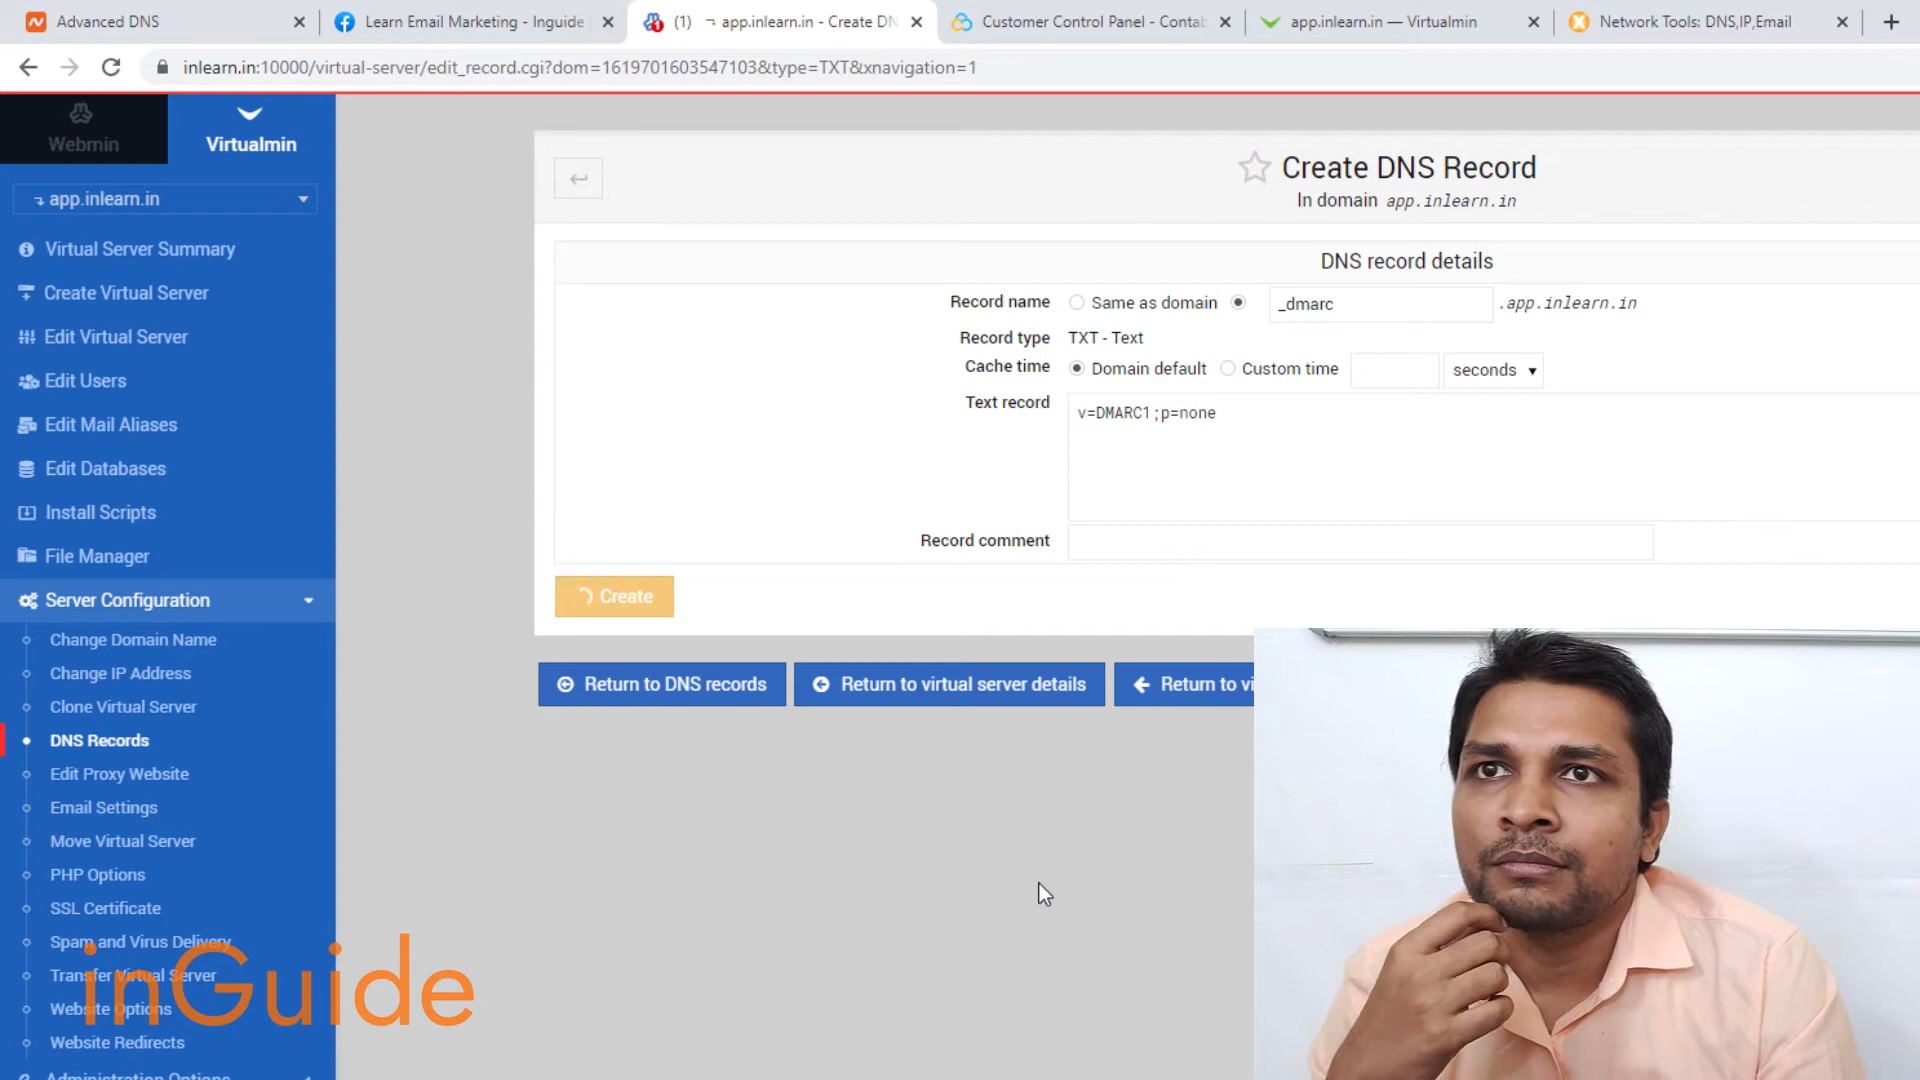 Advanced DNS
Learn Email Marketing - Inguide
(1) app.inlearn.in - Create DN
Customer Control Panel - Contab
app.inlearn.in — Virtualmin
Network Tools: DNS,IP,Email
inlearn.in:10000/virtual-server/edit_record.cgi?dom=1619701603547103&type=TXT&xnavigation=1
Webmin
Virtualmin
app.inlearn.in
Virtual Server Summary
Create Virtual Server
Edit Virtual Server
Edit Users
Edit Mail Aliases
Edit Databases
Install Scripts
File Manager
Server Configuration
Change Domain Name
Change IP Address
Clone Virtual Server
DNS Records
Edit Proxy Website
Email Settings
Move Virtual Server
PHP Options
SSL Certificate
Spam and Virus Delivery
Transfer Virtual Server
Website Options
Website Redirects
Administration Options
Create DNS Record
In domain app.inlearn.in
DNS record details
Record name Same as domain _dmarc .app.inlearn.in
Record type TXT - Text
Cache time Domain default Custom time seconds
Text record v=DMARC1;p=none
Record comment
Create
Return to DNS records
Return to virtual server details
Return to vi
inGuide